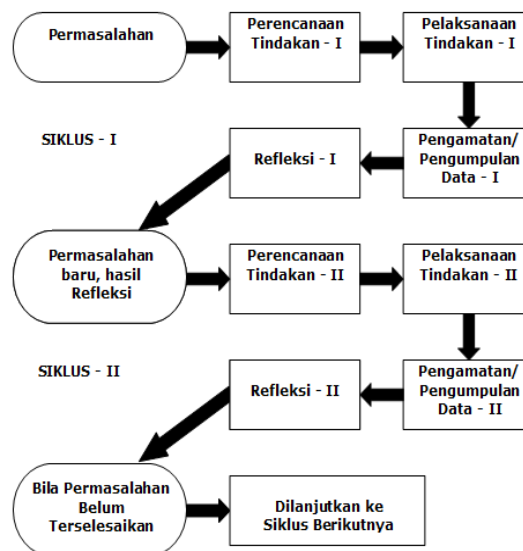 Permasalahan
Perencanaan
Tindakan - I
Pelaksanaan
Tindakan - I
SIKLUS - I
Refleksi - I
Pengamatan/
Pengumpulan
Data - I
Permasalahan
baru, hasil
Refleksi
Perencanaan
Tindakan - II
Pelaksanaan
Tindakan - II
SIKLUS - II
Refleksi - II
Pengamatan/
Pengumpulan
Data - II
Bila Permasalahan
Belum
Terselesaikan
Dilanjutkan ke
Siklus Berikutnya